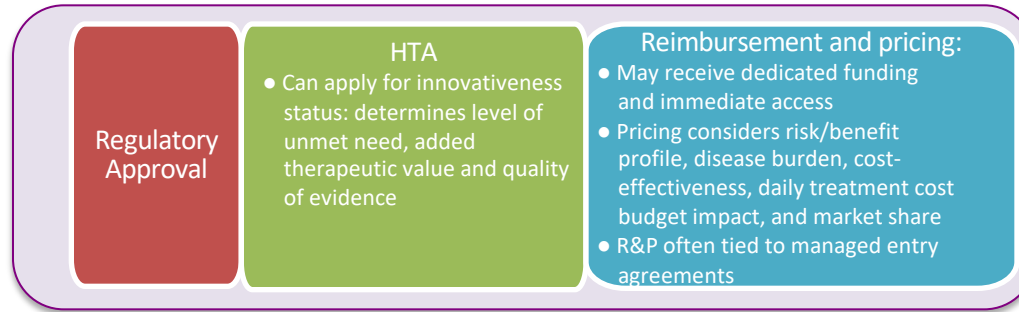 Regulatory
Approval
HTA
● Can apply for innovativeness
status: determines level of
unmet need, added
therapeutic value and quality
of evidence
Reimbursement and pricing:
● May receive dedicated funding
and immediate access
● Pricing considers risk/benefit
profile, disease burden, cost-
effectiveness, daily treatment cost
budget impact, and market share
● R&P often tied to managed entry
agreements